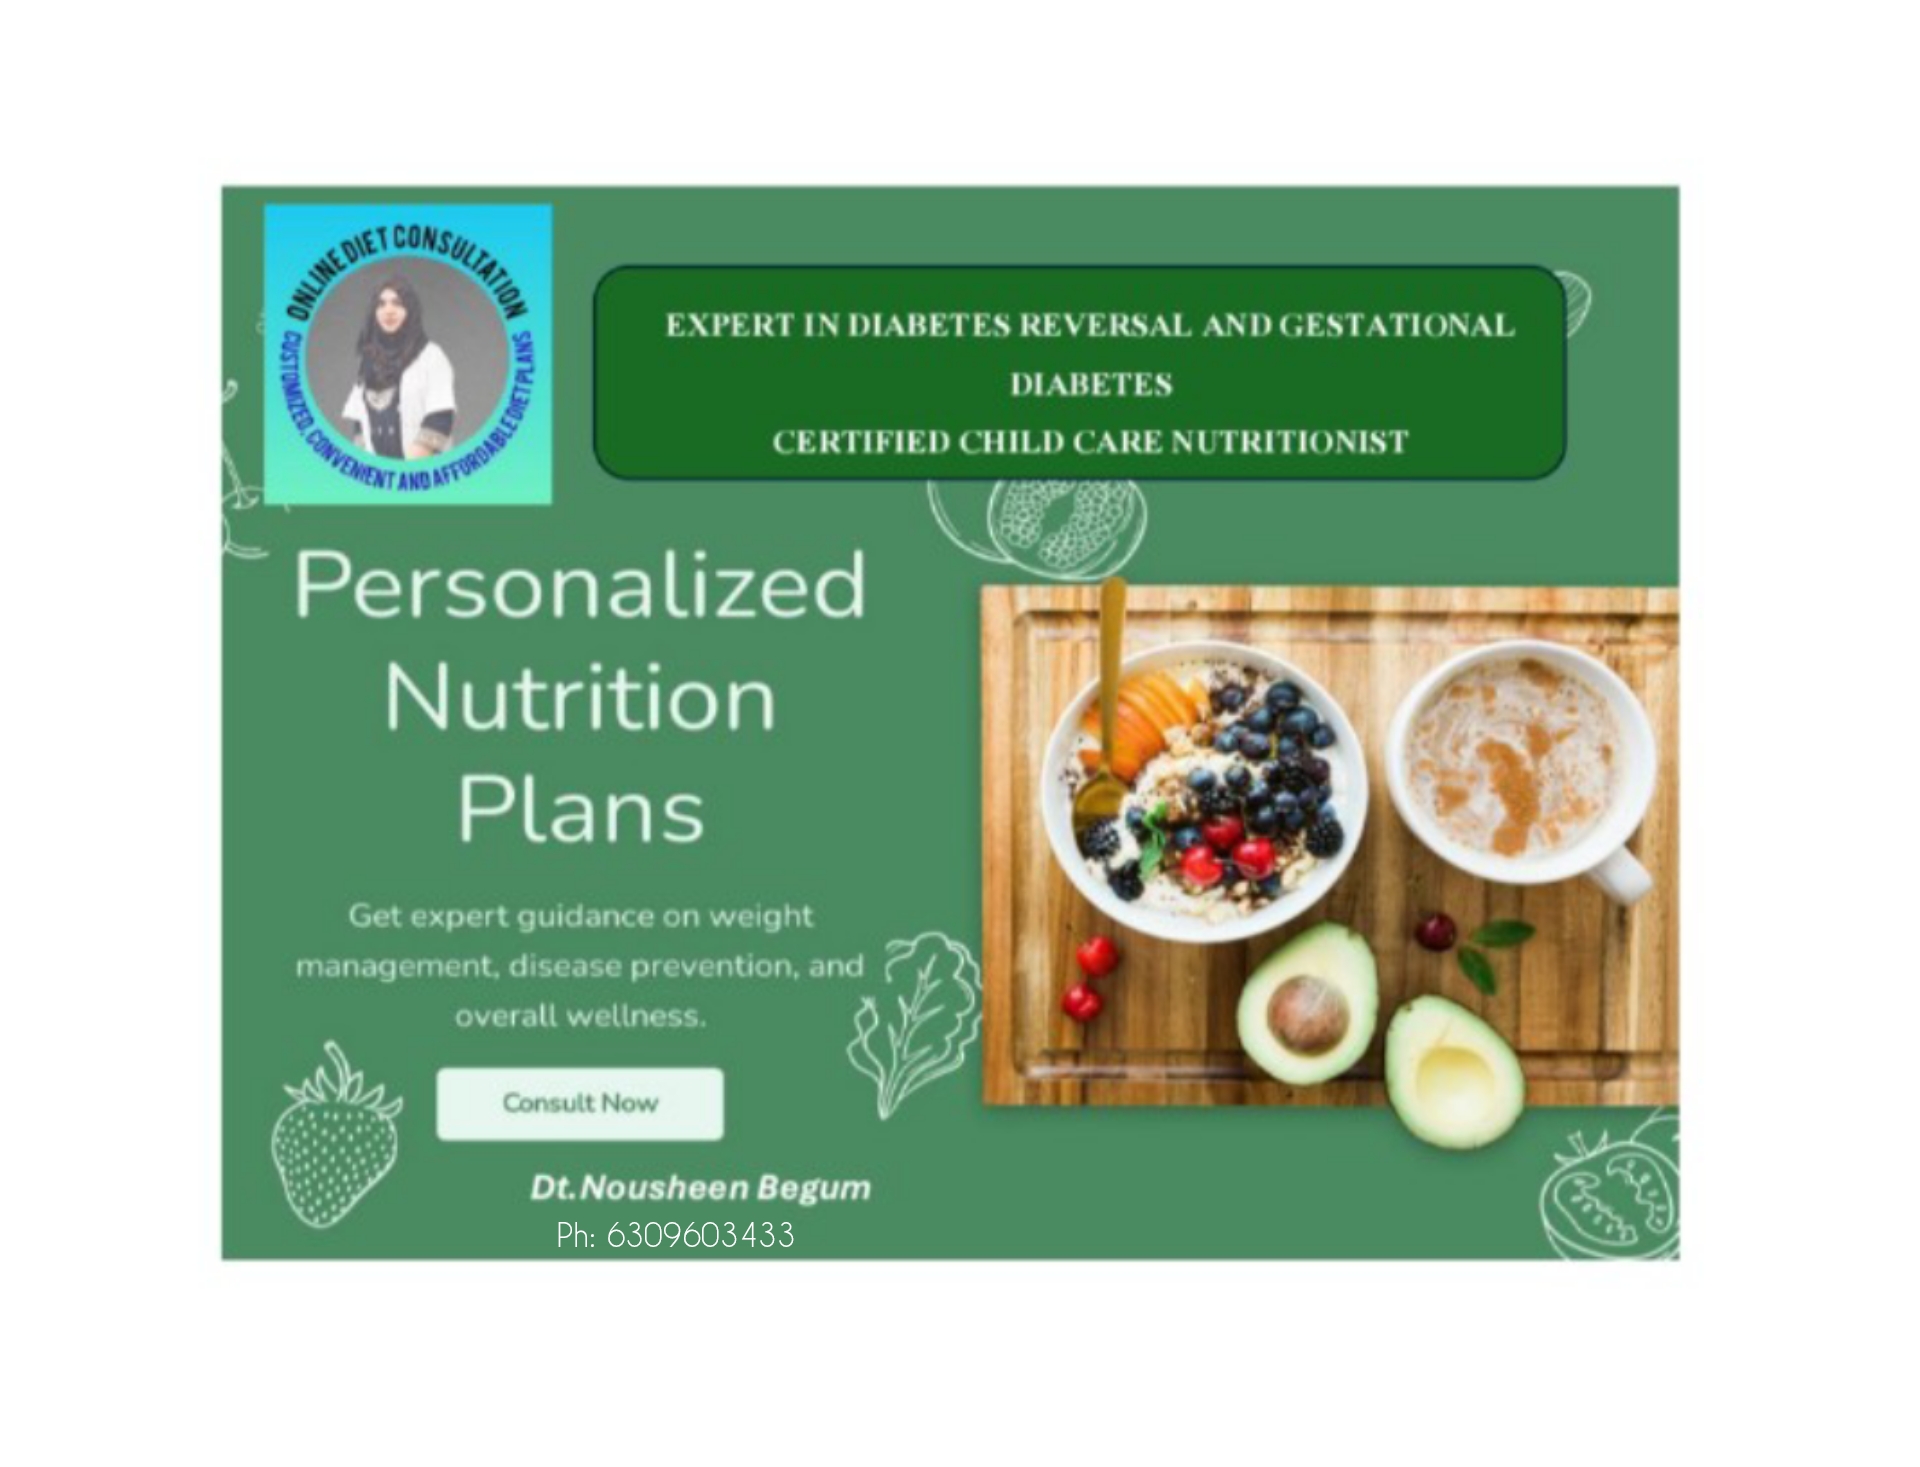 ONLINE DIET CONSULTATION
CUSTOMIZED, CONVENIENT AND AFFURDABLE DIET PLANS
EXPERT IN DIABETES REVERSAL AND GESTATIONAL
DIABETES
CERTIFIED CHILD CARE NUTRITIONIST
Personalized
Nutrition
Plans
Get expert guidance on weight
management, disease prevention, and
overall wellness.
Consult Now
Dt.Nousheen Begum
Ph: 6309603433